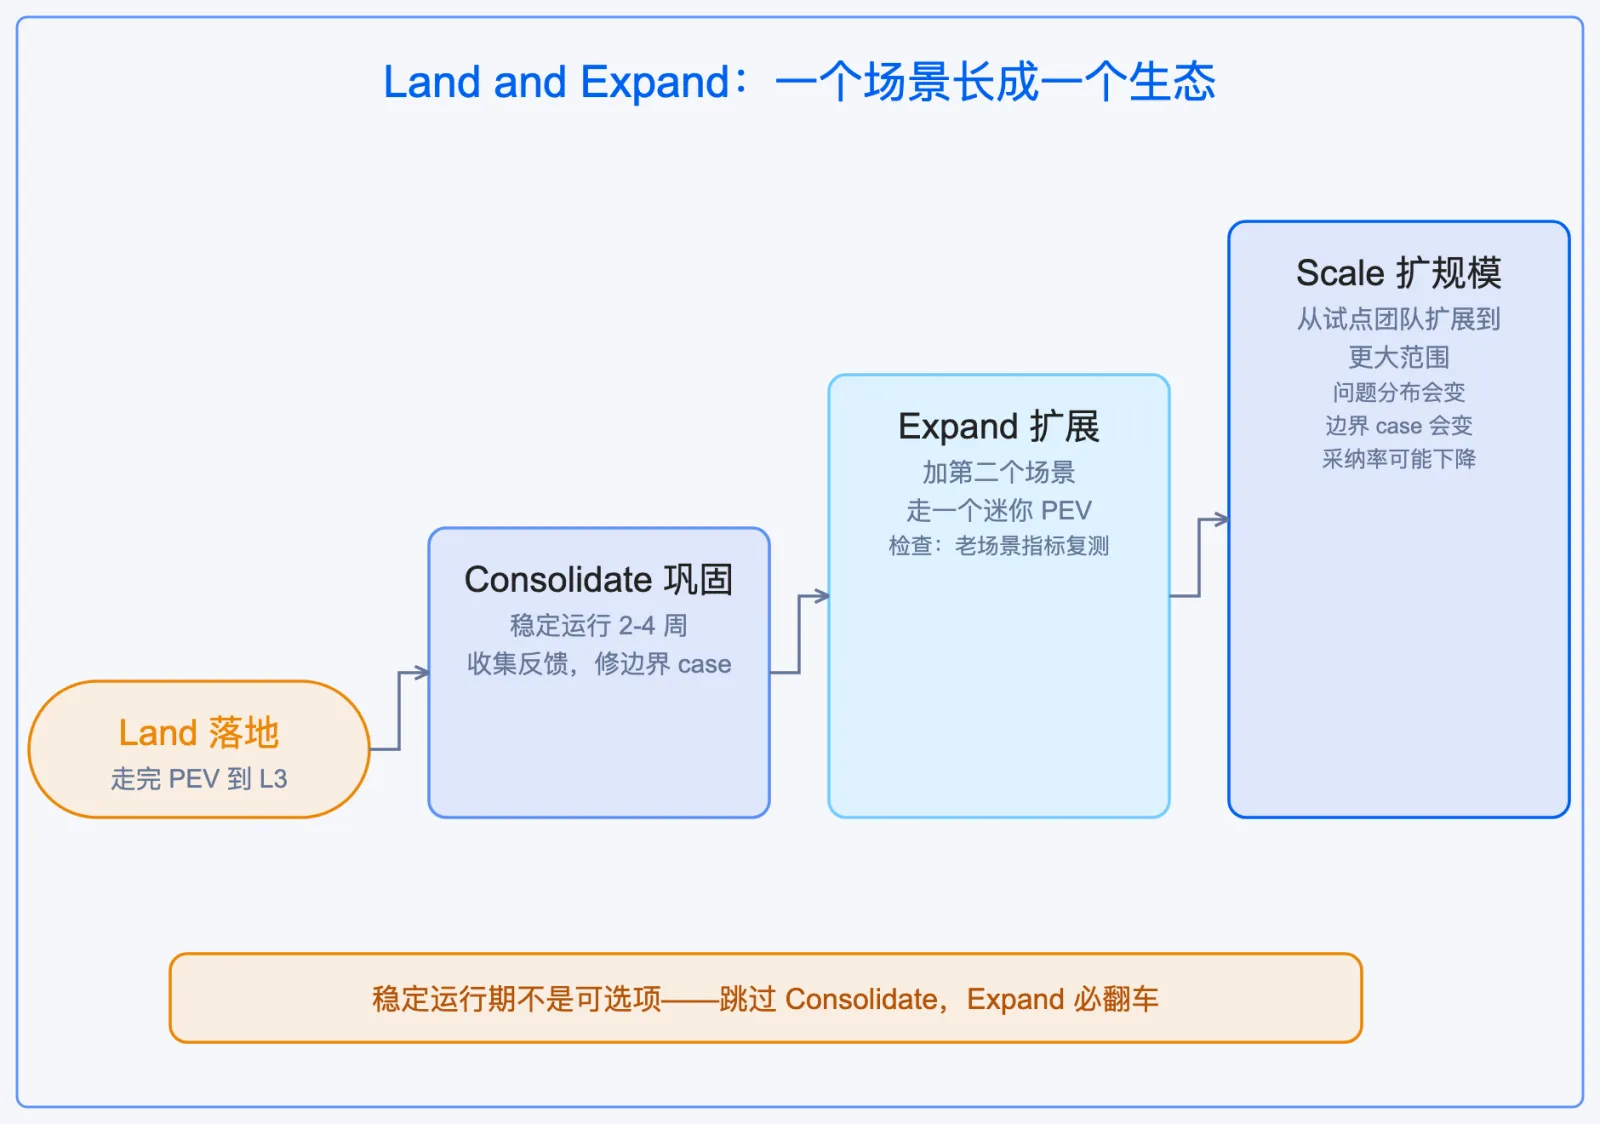 Land and Expand：一个场景长成一个生态
Land 落地
走完 PEV 到 L3
Consolidate 巩固
稳定运行 2-4 周
收集反馈，修边界 case
Expand 扩展
加第二个场景
走一个迷你 PEV
检查：老场景指标复测
Scale 扩规模
从试点团队扩展到
更大范围
问题分布会变
边界 case 会变
采纳率可能下降
稳定运行期不是可选项——跳过 Consolidate，Expand 必翻车